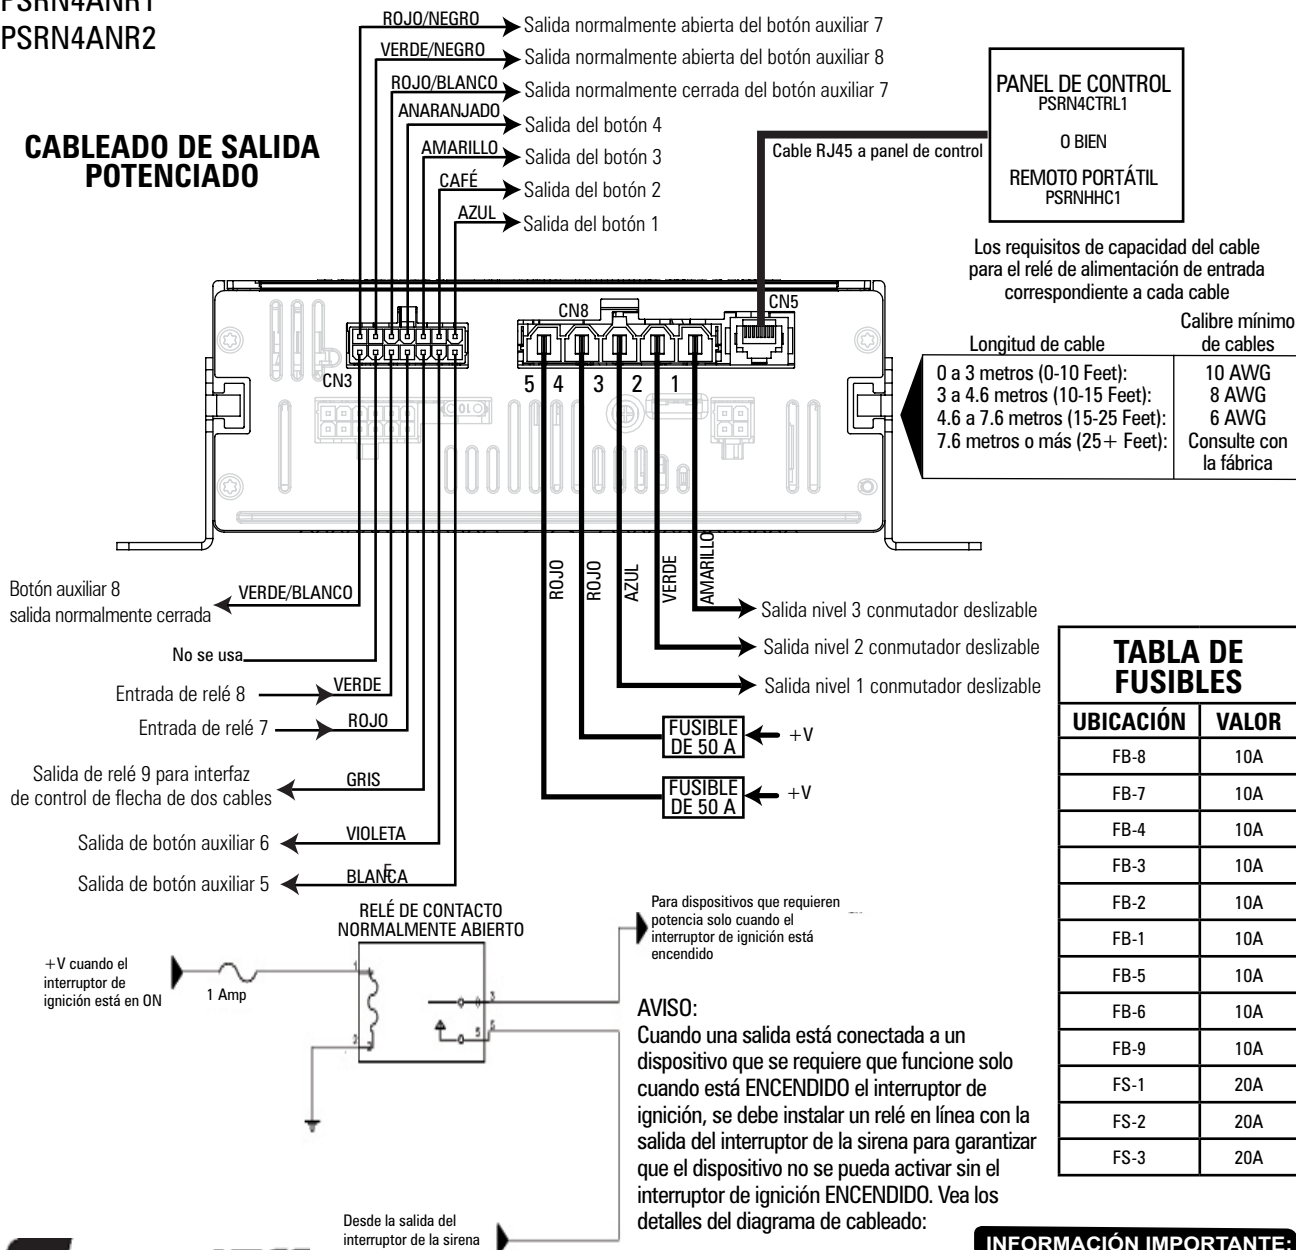 PSRN4ANR1
PSRN4ANR2
CABLEADO DE SALIDA
POTENCIADO
ROJO/NEGRO
Salida normalmente abierta del botón auxiliar 7
VERDE/NEGRO
Salida normalmente abierta del botón auxiliar 8
ROJO/BLANCO
Salida normalmente cerrada del botón auxiliar 7
ANARANJADO
Salida del botón 4
AMARILLO
Salida del botón 3
CAFÉ
Salida del botón 2
AZUL
Salida del botón 1
Cable RJ45 a panel de control
PANEL DE CONTROL
PSRN4CTRL1
O BIEN
REMOTO PORTÁTIL
PSRNHHC1
Los requisitos de capacidad del cable
para el relé de alimentación de entrada
correspondiente a cada cable
Longitud de cable
Calibre mínimo
de cables
0 a 3 metros (0-10 Feet): 10 AWG
3 a 4.6 metros (10-15 Feet): 8 AWG
4.6 a 7.6 metros (15-25 Feet): 6 AWG
7.6 metros o más (25+ Feet): Consulte con
la fábrica
CN3
CN8
CN5
5 4 3 2 1
ROJO
ROJO
AZUL
VERDE
AMARILLO
Botón auxiliar 8
salida normalmente cerrada
VERDE/BLANCO
No se usa
Entrada de relé 8
VERDE
Entrada de relé 7
ROJO
Salida de relé 9 para interfaz
de control de flecha de dos cables
GRIS
Salida de botón auxiliar 6
VIOLETA
Salida de botón auxiliar 5
BLANCA
Salida nivel 3 conmutador deslizable
Salida nivel 2 conmutador deslizable
Salida nivel 1 conmutador deslizable
FUSIBLE
DE 50 A
+V
FUSIBLE
DE 50 A
+V
TABLA DE
FUSIBLES
UBICACIÓN VALOR
FB-8 10A
FB-7 10A
FB-4 10A
FB-3 10A
FB-2 10A
FB-1 10A
FB-5 10A
FB-6 10A
FB-9 10A
FS-1 20A
FS-2 20A
FS-3 20A
RELÉ DE CONTACTO
NORMALMENTE ABIERTO
+V cuando el
interruptor de
ignición está en ON
1 Amp
1
2
3
5
Para dispositivos que requieren
potencia solo cuando el
interruptor de ignición está
encendido
Desde la salida del
interruptor de la sirena
AVISO:
Cuando una salida está conectada a un
dispositivo que se requiere que funcione solo
cuando está ENCENDIDO el interruptor de
ignición, se debe instalar un relé en línea con la
salida del interruptor de la sirena para garantizar
que el dispositivo no se pueda activar sin el
interruptor de ignición ENCENDIDO. Vea los
detalles del diagrama de cableado:
INFORMACIÓN IMPORTANTE: